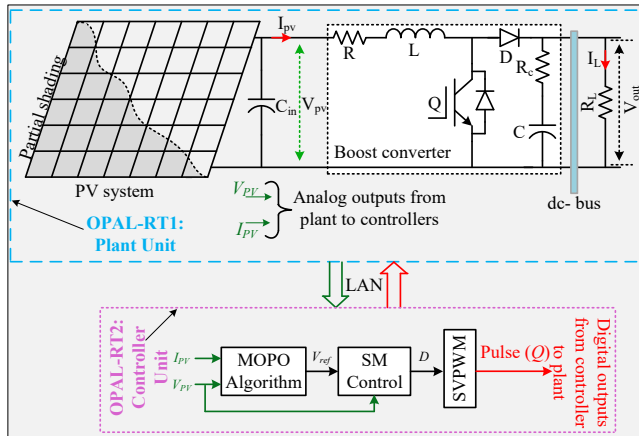 Partial shading
PV system
I_pv
C_in
V_pv
R
L
D
R_c
Q
C
Boost converter
I_L
R_L
V_out
dc- bus
V_PV
I_PV
Analog outputs from
plant to controllers
OPAL-RT1:
Plant Unit
LAN
OPAL-RT2:
Controller
Unit
I_PV
V_PV
MOPO
Algorithm
V_ref
SM
Control
D
SVPWM
Pulse (Q)
Digital outputs
from controller
to plant